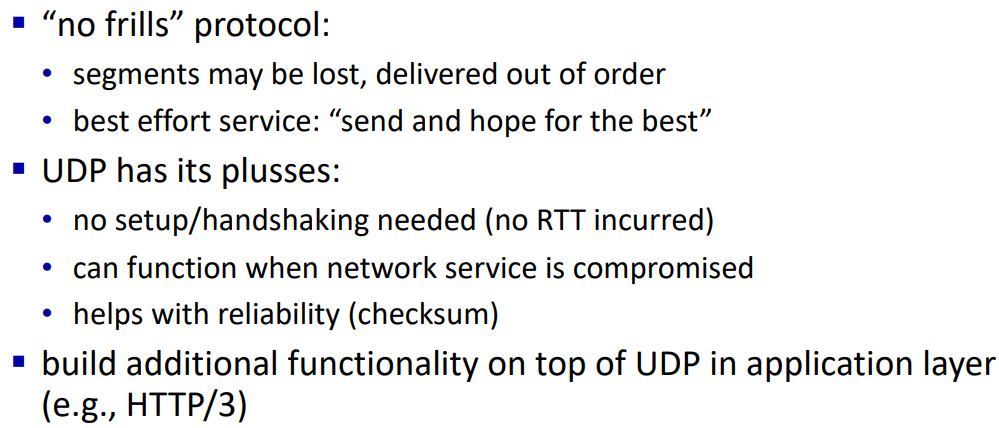 ▪ “no frills” protocol:
• segments may be lost, delivered out of order
• best effort service: “send and hope for the best”
▪ UDP has its plusses:
• no setup/handshaking needed (no RTT incurred)
• can function when network service is compromised
• helps with reliability (checksum)
▪ build additional functionality on top of UDP in application layer
(e.g., HTTP/3)